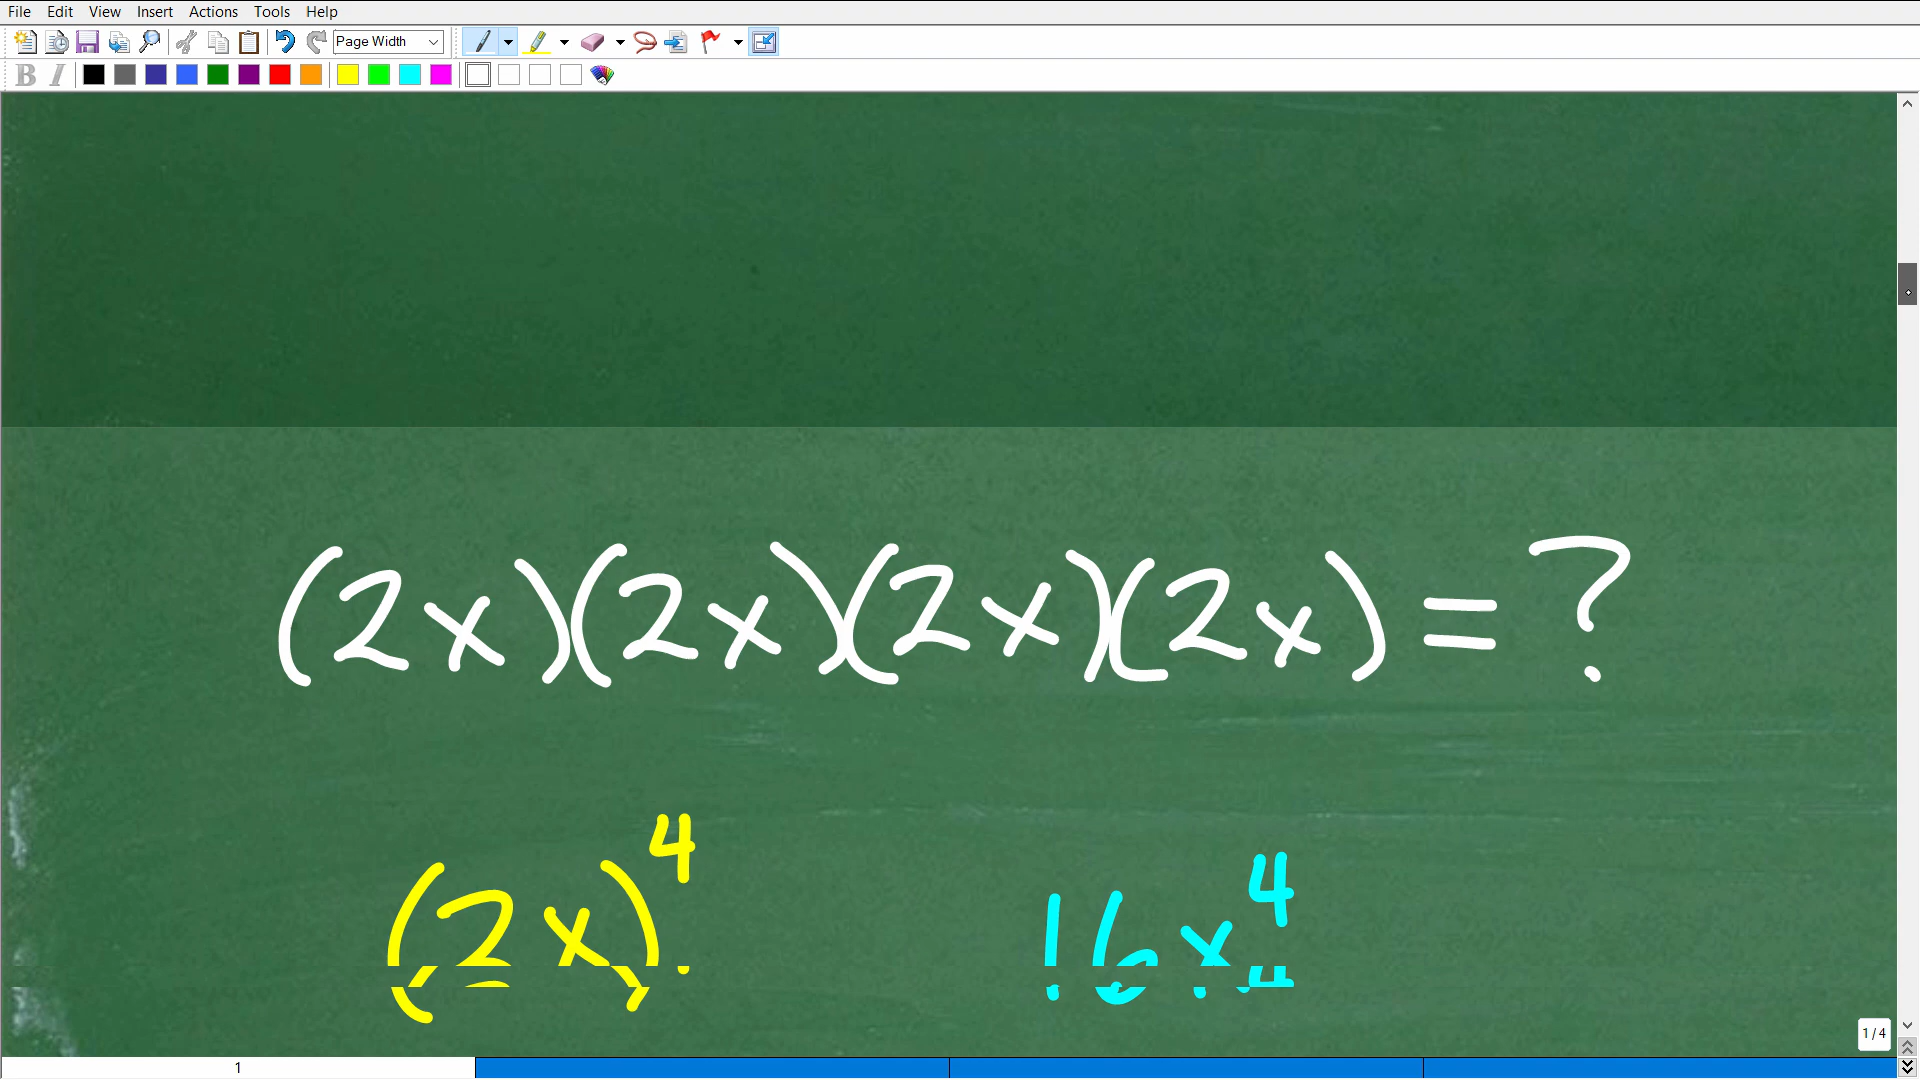 File Edit View Insert Actions Tools Help
Page Width
B I
(2x)(2x)(2x)(2x) = ?
(2x)⁴ 16x⁴
1 / 4
1